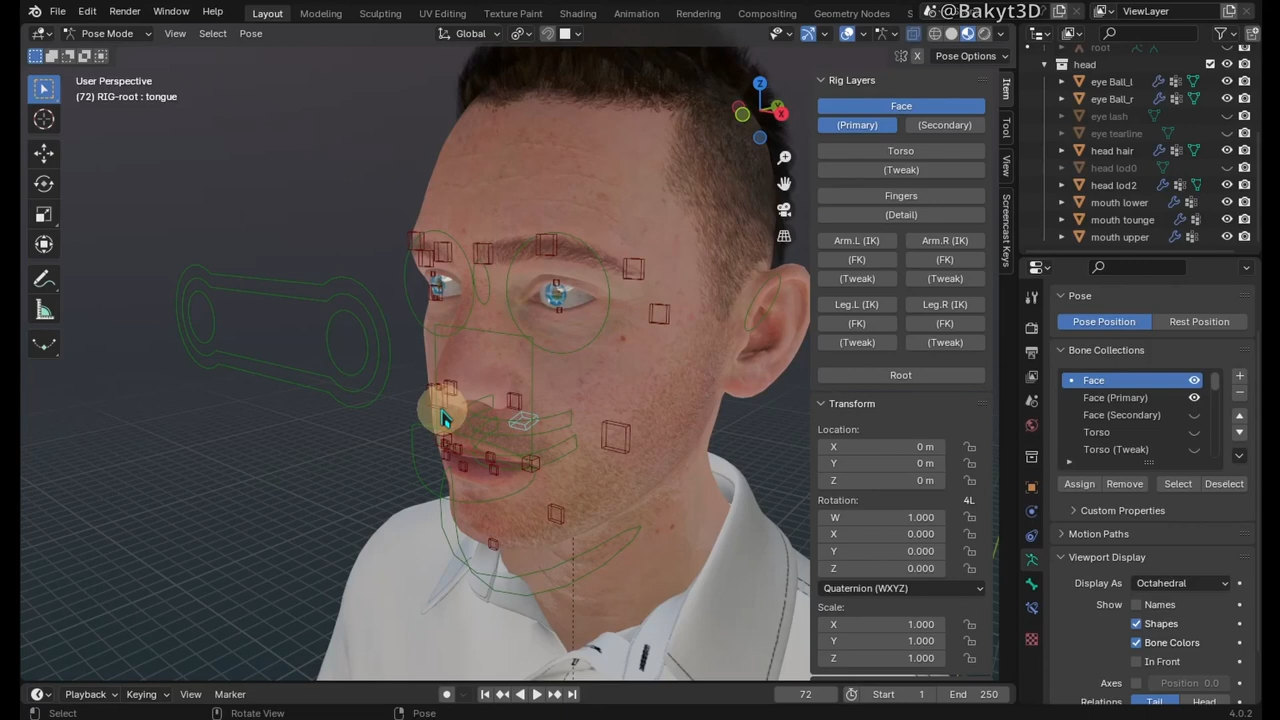 File Edit Render Window Help Layout Modeling Sculpting UV Editing Texture Paint Shading Animation Rendering Compositing Geometry Nodes
@Bakyt3D
ViewLayer
Pose Mode View Select Pose Global
X Pose Options
User Perspective
(72) RIG-root : tongue
Z
X
Rig Layers
Face
(Primary) (Secondary)
Torso
(Tweak)
Fingers
(Detail)
Arm.L (IK) Arm.R (IK)
(FK) (FK)
(Tweak) (Tweak)
Leg.L (IK) Leg.R (IK)
(FK) (FK)
(Tweak) (Tweak)
Root
Transform
Location:
X 0 m
Y 0 m
Z 0 m
Rotation: 4L
W 1.000
X 0.000
Y 0.000
Z 0.000
Quaternion (WXYZ)
Scale:
X 1.000
Y 1.000
Z 1.000
Item
Tool
View
Screencast Keys
root
head
eye Ball_l
eye Ball_r
eye lash
eye tearline
head hair
head lod0
head lod2
mouth lower
mouth tounge
mouth upper
Pose
Pose Position Rest Position
Bone Collections
Face
Face (Primary)
Face (Secondary)
Torso
Torso (Tweak)
Assign Remove Select Deselect
Custom Properties
Motion Paths
Viewport Display
Display As Octahedral
Show Names
Shapes
Bone Colors
In Front
Axes Position 0.0
Relations Tail Head
Playback Keying View Marker
72 Start 1 End 250
Select Rotate View Pose
4.0.2